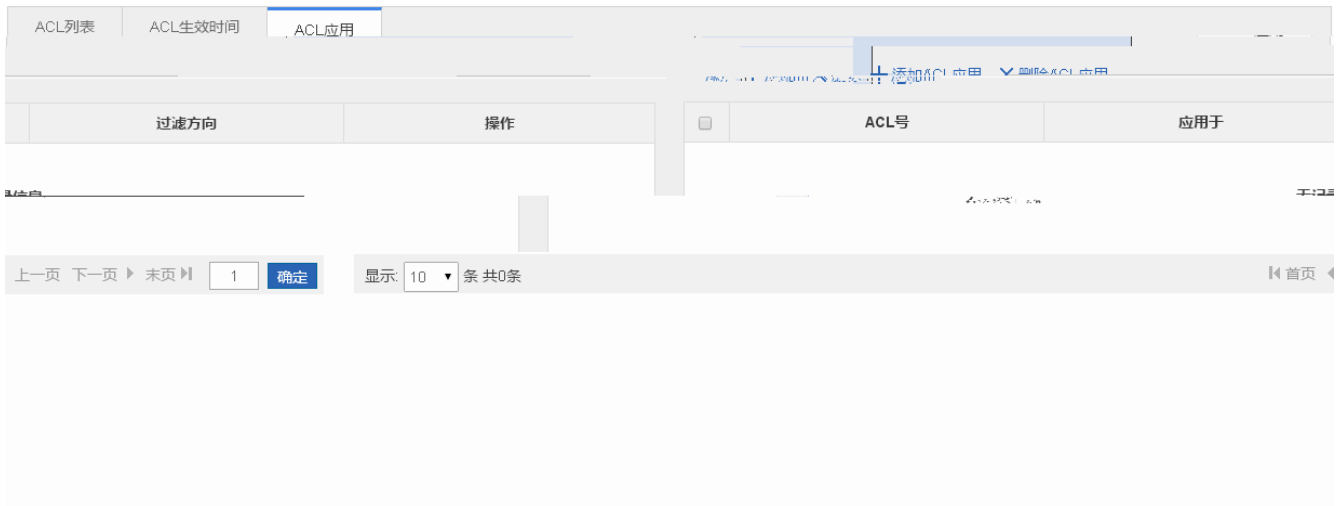 ACL列表 ACL生效时间 ACL应用
添加ACL应用 删除ACL应用
过滤方向 操作 ACL号 应用于
上一页 下一页 末页 1 确定 显示: 10 条 共0条 首页